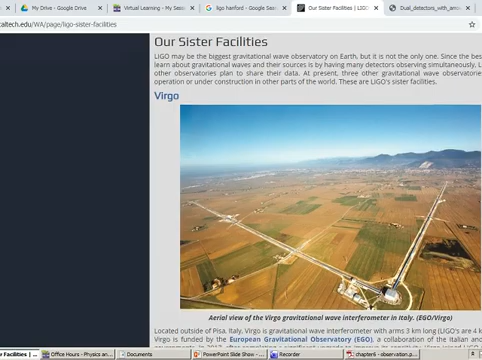 My Drive - Google Drive
Virtual Learning - My Sess
ligo hanford - Google Sea
Our Sister Facilities | LIGO
Dual_detectors_with_arms
altech.edu/WA/page/ligo-sister-facilities
Our Sister Facilities
LIGO may be the biggest gravitational wave observatory on Earth, but it is not the only one. Since the bes
learn about gravitational waves and their sources is by having many detectors observing simultaneously, L
other observatories plan to share their data. At present, three other gravitational wave observatorie
operation or under construction in other parts of the world. These are LIGO's sister facilities.
Virgo
Aerial view of the Virgo gravitational wave interferometer in Italy. (EGO/Virgo)
Located outside of Pisa, Italy, Virgo is gravitational wave interferometer with arms 3 km long (LIGO's are 4 k
Virgo is funded by the European Gravitational Observatory (EGO), a collaboration of the Italian and
Office Hours - Physics an...
Documents
PowerPoint Slide Show - ...
Recorder
chapter6 - observation.p...